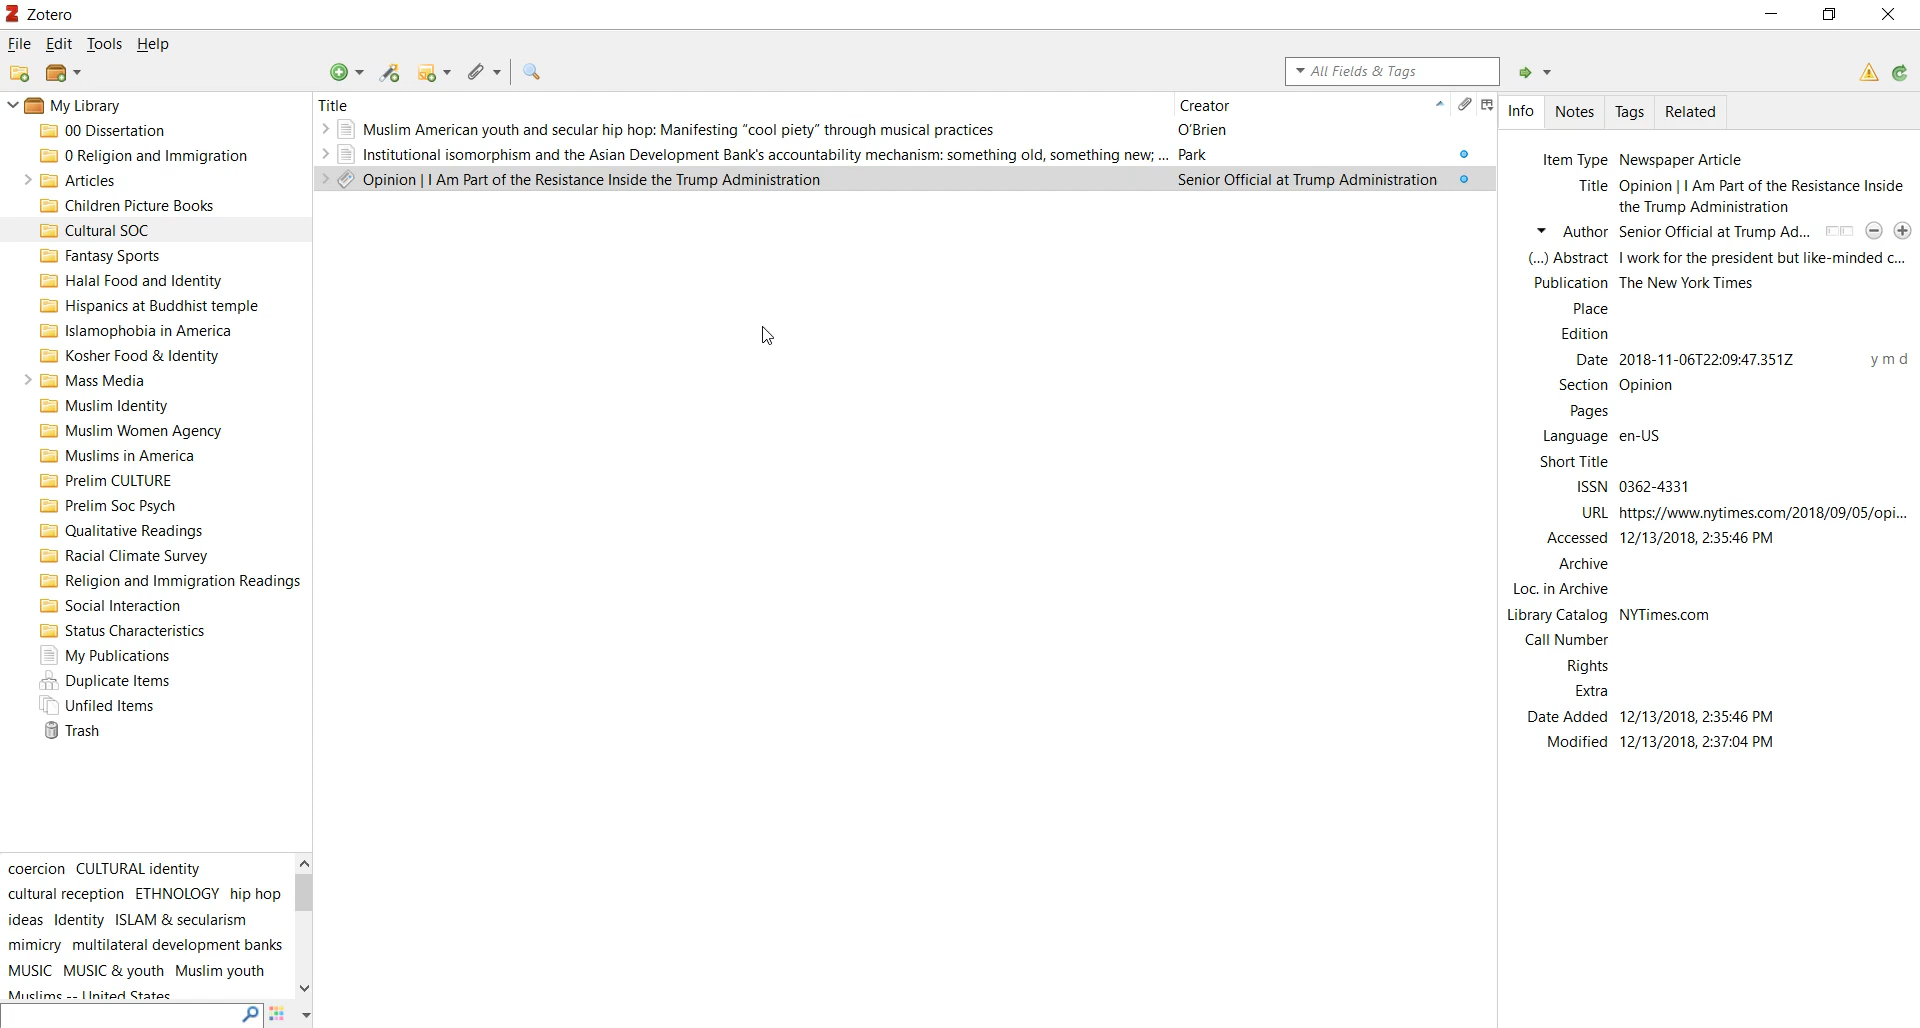 Zotero
File Edit Tools Help
All Fields & Tags
My Library
00 Dissertation
0 Religion and Immigration
Articles
Children Picture Books
Cultural SOC
Fantasy Sports
Halal Food and Identity
Hispanics at Buddhist temple
Islamophobia in America
Kosher Food & Identity
Mass Media
Muslim Identity
Muslim Women Agency
Muslims in America
Prelim CULTURE
Prelim Soc Psych
Qualitative Readings
Racial Climate Survey
Religion and Immigration Readings
Social Interaction
Status Characteristics
My Publications
Duplicate Items
Unfiled Items
Trash
coercion CULTURAL identity
cultural reception ETHNOLOGY hip hop
ideas Identity ISLAM & secularism
mimicry multilateral development banks
MUSIC MUSIC & youth Muslim youth
Muslims -- United States
Title Creator
Muslim American youth and secular hip hop: Manifesting “cool piety” through musical practices O'Brien
Institutional isomorphism and the Asian Development Bank's accountability mechanism: something old, something new; ... Park
Opinion | I Am Part of the Resistance Inside the Trump Administration Senior Official at Trump Administration
Info Notes Tags Related
Item Type Newspaper Article
Title Opinion | I Am Part of the Resistance Inside
the Trump Administration
Author Senior Official at Trump Ad...
(...) Abstract I work for the president but like-minded c...
Publication The New York Times
Place
Edition
Date 2018-11-06T22:09:47.351Z y m d
Section Opinion
Pages
Language en-US
Short Title
ISSN 0362-4331
URL https://www.nytimes.com/2018/09/05/opi...
Accessed 12/13/2018, 2:35:46 PM
Archive
Loc. in Archive
Library Catalog NYTimes.com
Call Number
Rights
Extra
Date Added 12/13/2018, 2:35:46 PM
Modified 12/13/2018, 2:37:04 PM